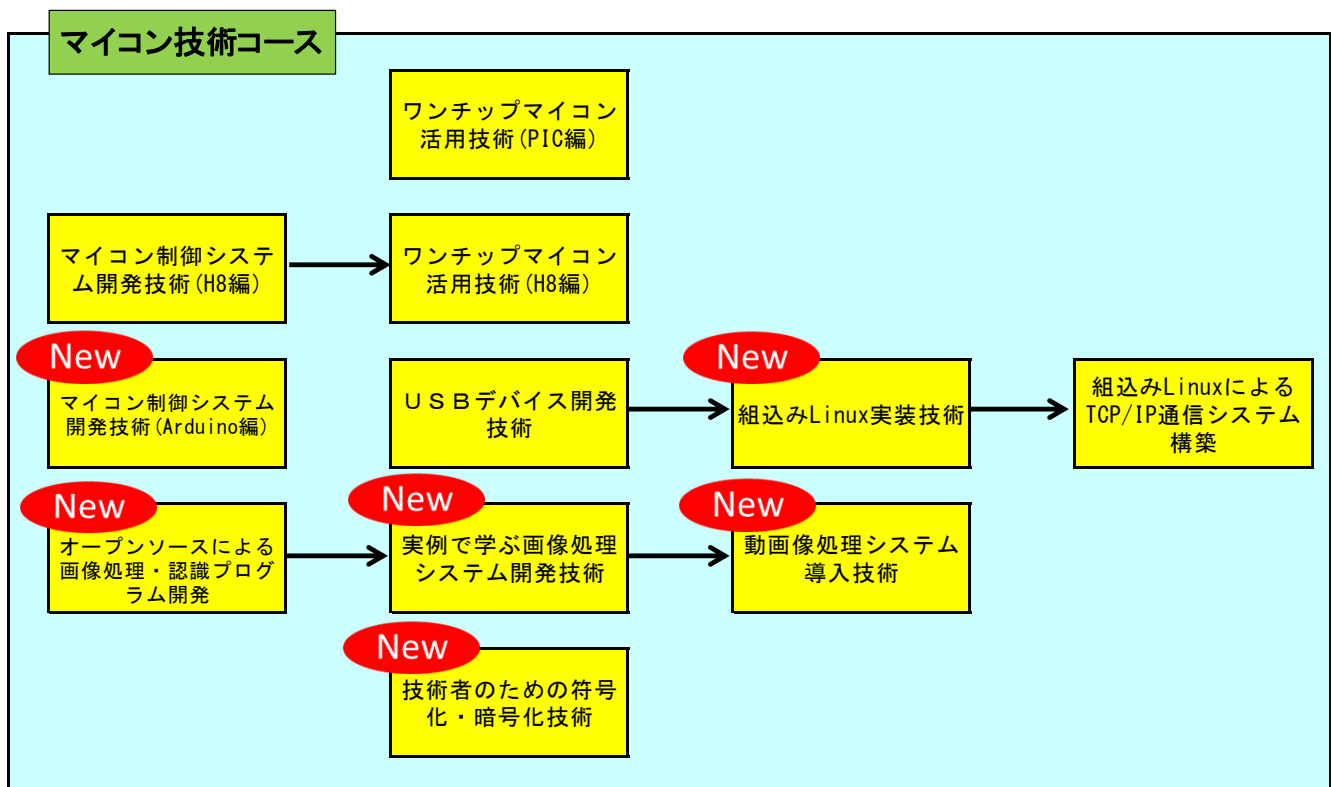 マイコン技術コース
ワンチップマイコン
活用技術(PIC編)
マイコン制御システ
ム開発技術(H8編)
ワンチップマイコン
活用技術(H8編)
New
マイコン制御システム
開発技術(Arduino編)
ＵＳＢデバイス開発
技術
New
組込みLinux実装技術
組込みLinuxによる
TCP/IP通信システム
構築
New
オープンソースによる
画像処理・認識プログ
ラム開発
New
実例で学ぶ画像処理
システム開発技術
New
動画像処理システム
導入技術
New
技術者のための符号
化・暗号化技術